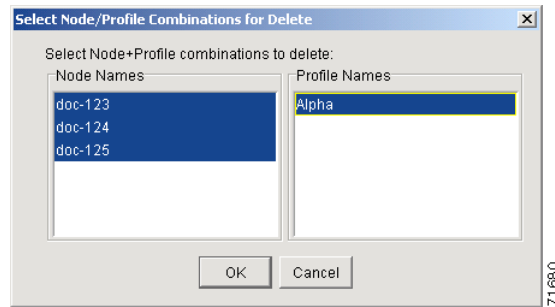 Select Node/Profile Combinations for Delete
Select Node+Profile combinations to delete:
Node Names
doc-123
doc-124
doc-125
Profile Names
Alpha
OK
Cancel
71690